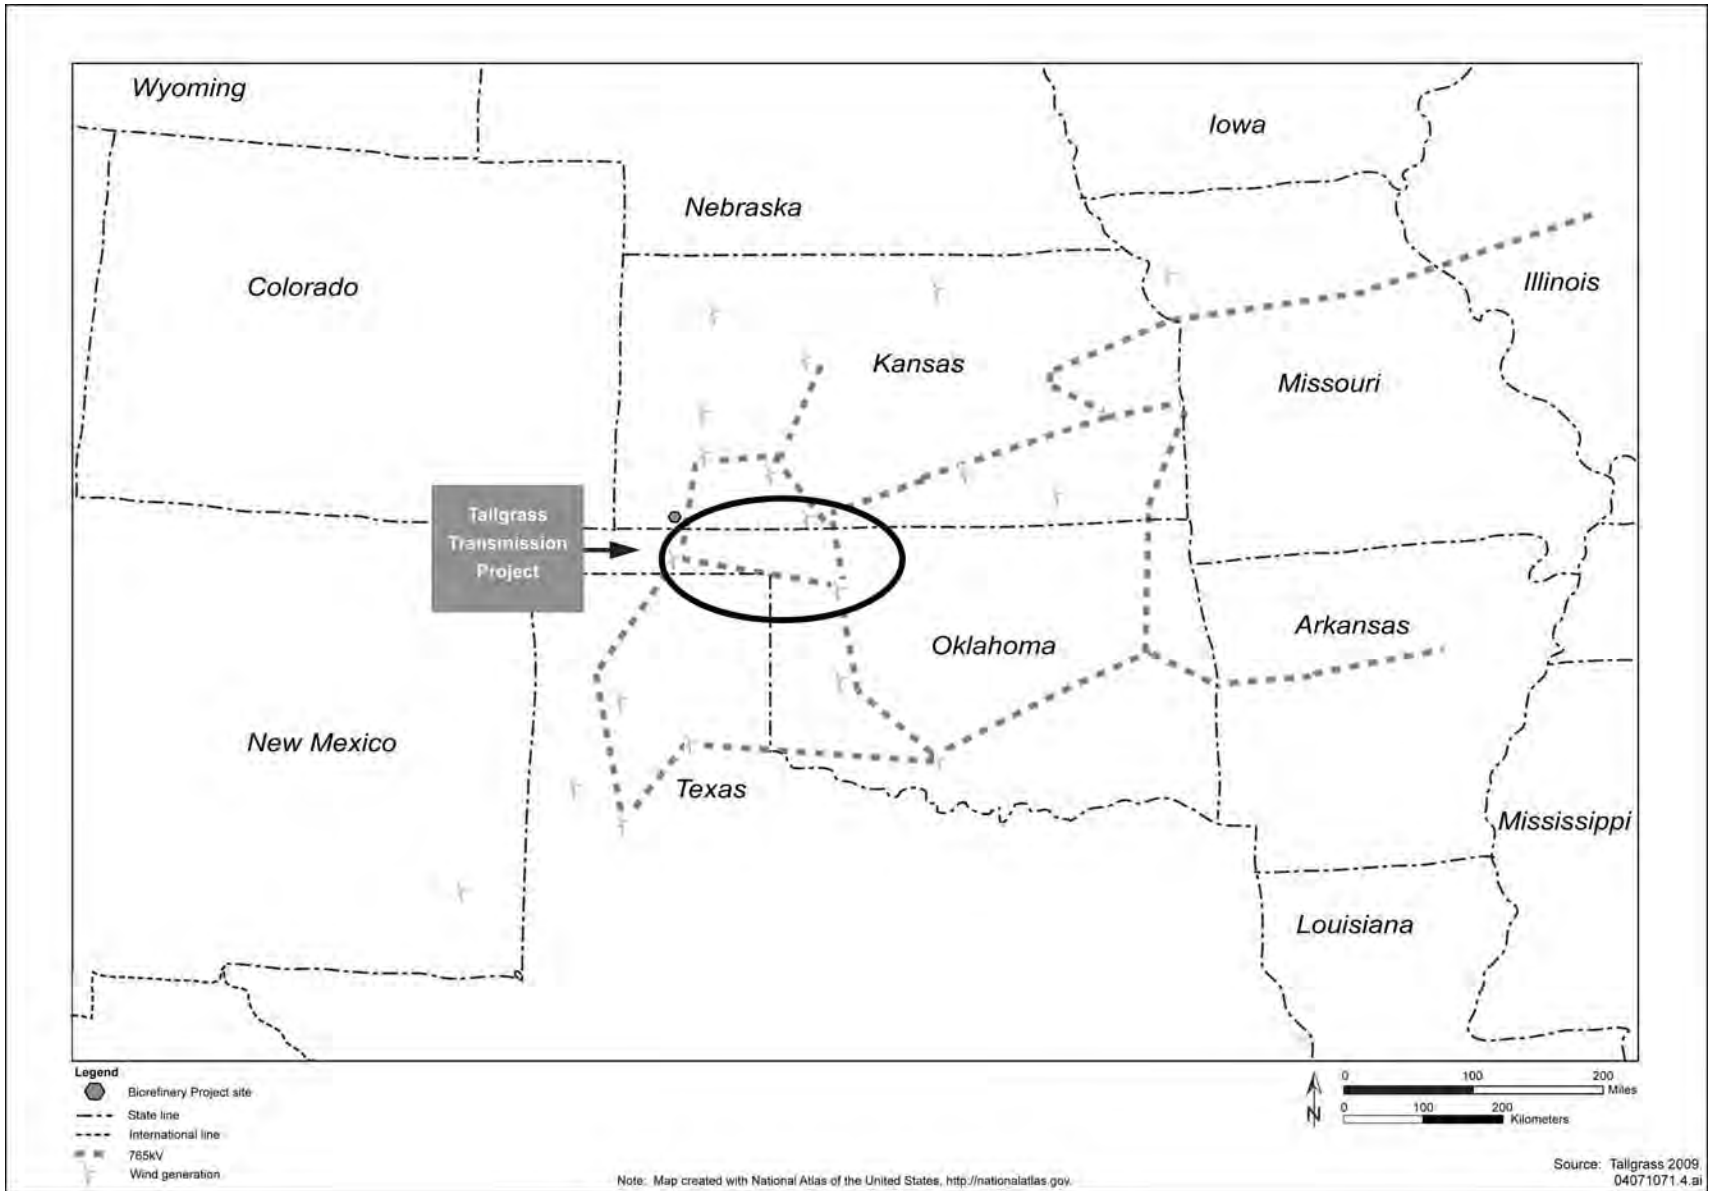 Wyoming
Iowa
Nebraska
Colorado
Illinois
Kansas
Missouri
Tallgrass
Transmission
Project
Arkansas
Oklahoma
New Mexico
Texas
Mississippi
Louisiana
Legend
Biorefinery Project site
State line
International line
765kV
Wind generation
0 100 200
Miles
0 100 200
Kilometers
N
Note: Map created with National Atlas of the United States, http://nationalatlas.gov.
Source: Tallgrass 2009.
04071071.4.ai